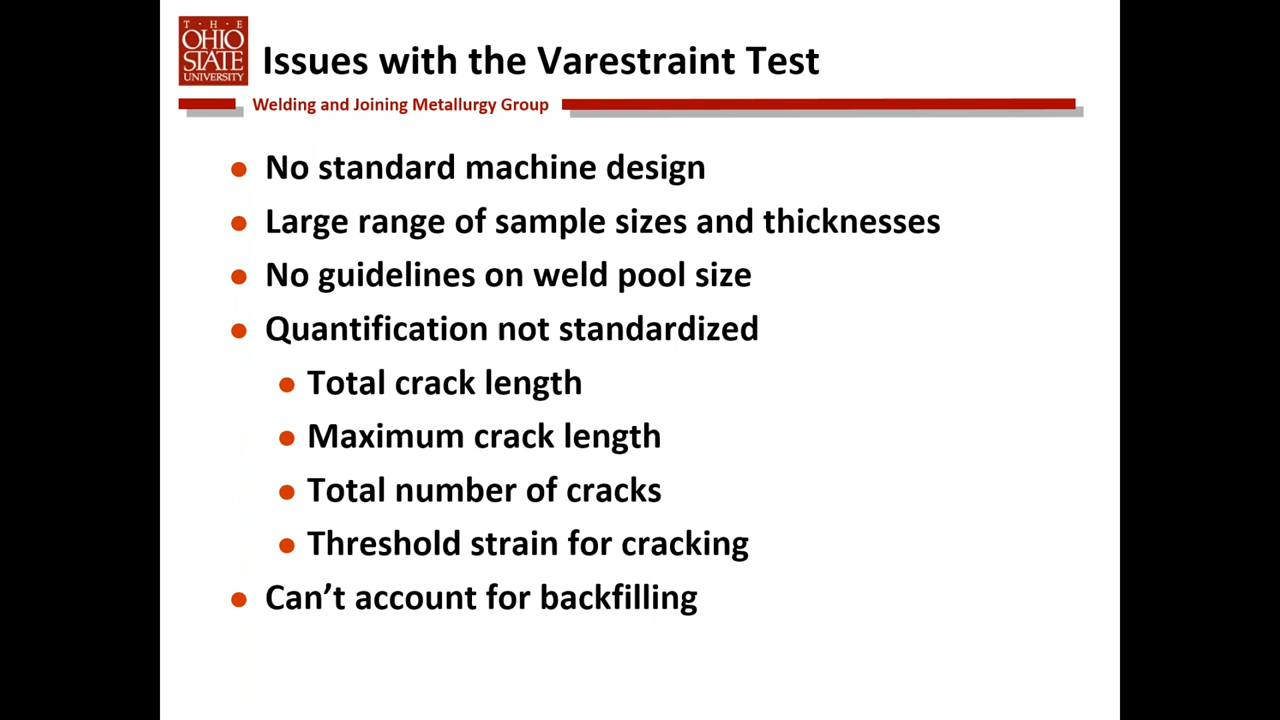 T · H · E
OHIO
STATE
UNIVERSITY
Issues with the Varestraint Test
Welding and Joining Metallurgy Group
● No standard machine design
● Large range of sample sizes and thicknesses
● No guidelines on weld pool size
● Quantification not standardized
● Total crack length
● Maximum crack length
● Total number of cracks
● Threshold strain for cracking
● Can’t account for backfilling